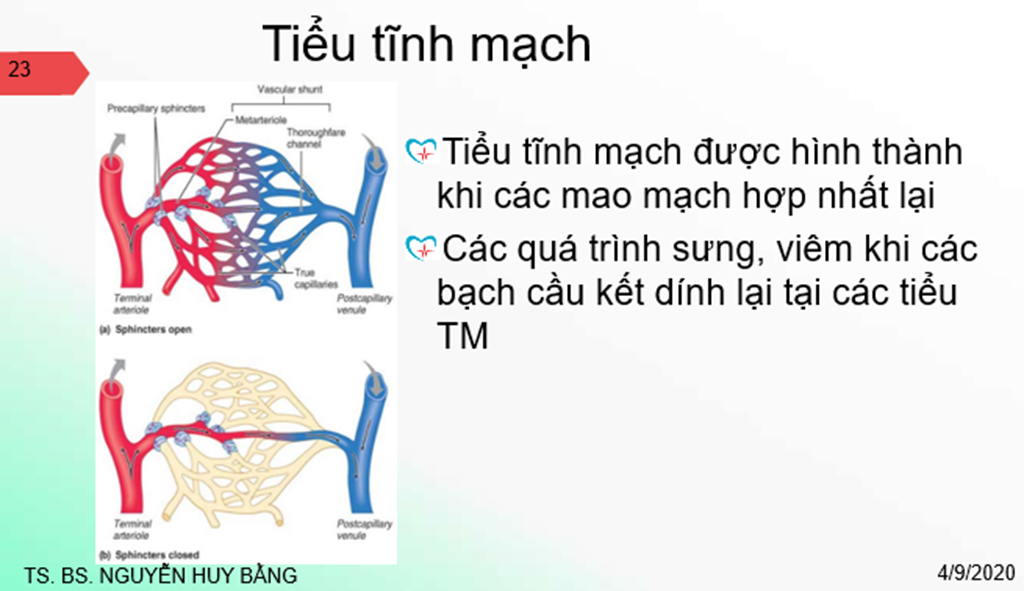 Tiểu tĩnh mạch
23
Vascular shunt
Precapillary sphincters
Metarteriole
Thoroughfare
channel
True
capillaries
Terminal
arteriole
Postcapillary
venule
(a) Sphincters open
Terminal
arteriole
Postcapillary
venule
(b) Sphincters closed
Tiểu tĩnh mạch được hình thành
khi các mao mạch hợp nhất lại
Các quá trình sưng, viêm khi các
bạch cầu kết dính lại tại các tiểu
TM
TS. BS. NGUYỄN HUY BẰNG
4/9/2020